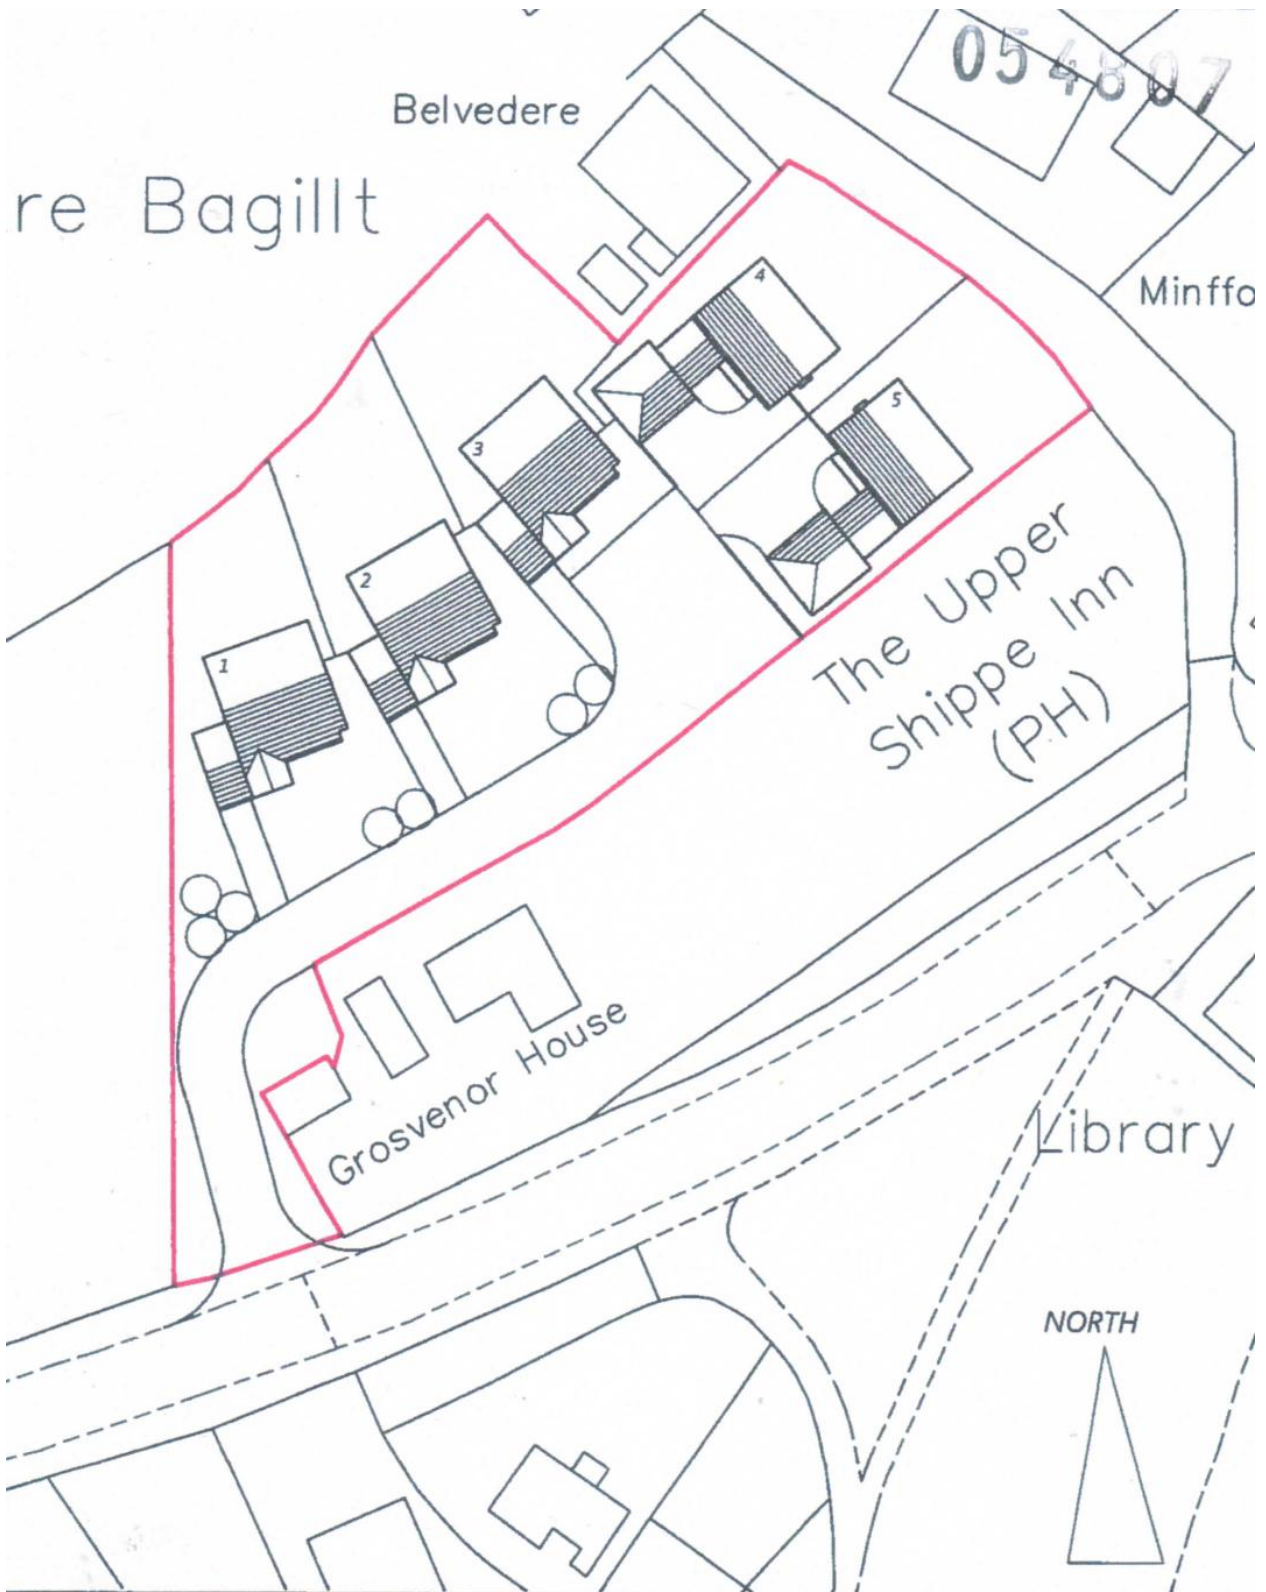 054807
Belvedere
re Bagillt
Minffo
4
5
3
2
1
The Upper
Shippe Inn
(PH)
Grosvenor House
Library
NORTH